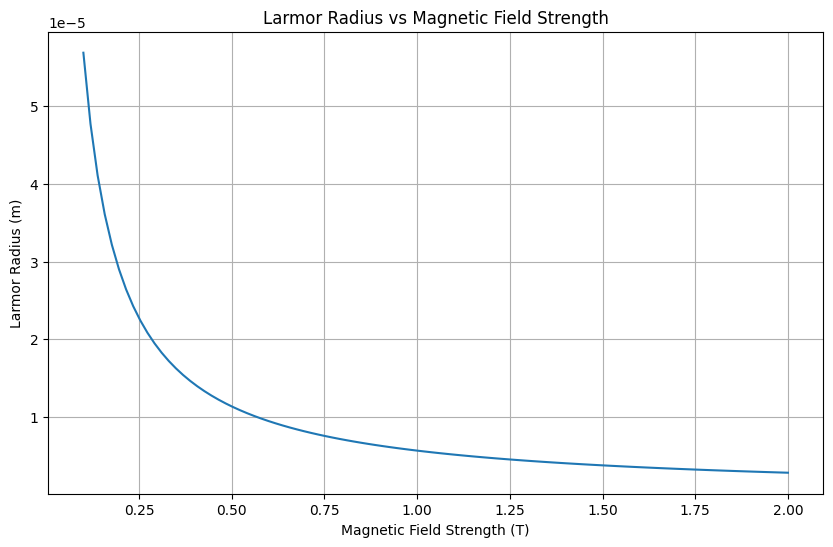 Larmor Radius vs Magnetic Field Strength
1e−5
5
4
3
2
1
Larmor Radius (m)
0.25 0.50 0.75 1.00 1.25 1.50 1.75 2.00
Magnetic Field Strength (T)